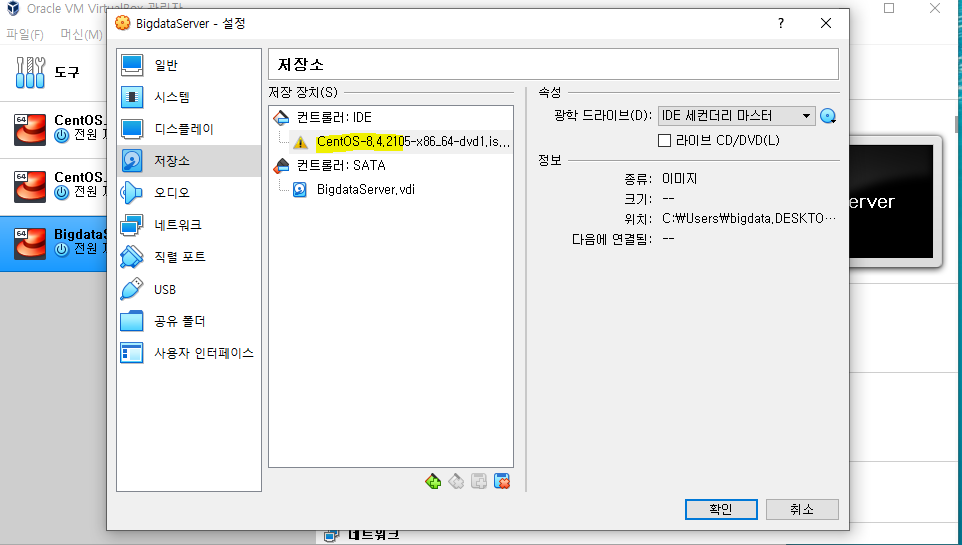 Oracle VM VirtualBox 관리자
파일(F) 머신(M)
도구
64
CentOS_
전원
64
CentOS_
전원
64
BigdataS
전원
BigdataServer - 설정
?
일반
시스템
디스플레이
저장소
오디오
네트워크
직렬 포트
USB
공유 폴더
사용자 인터페이스
저장소
저장 장치(S)
컨트롤러: IDE
CentOS-8.4.2105-x86_64-dvd1.is...
컨트롤러: SATA
BigdataServer.vdi
속성
광학 드라이브(D): IDE 세컨더리 마스터
라이브 CD/DVD(L)
정보
종류: 이미지
크기: --
위치: C:\Users\bigdata.DESKTO...
다음에 연결됨: --
확인 취소
erver
네트워크